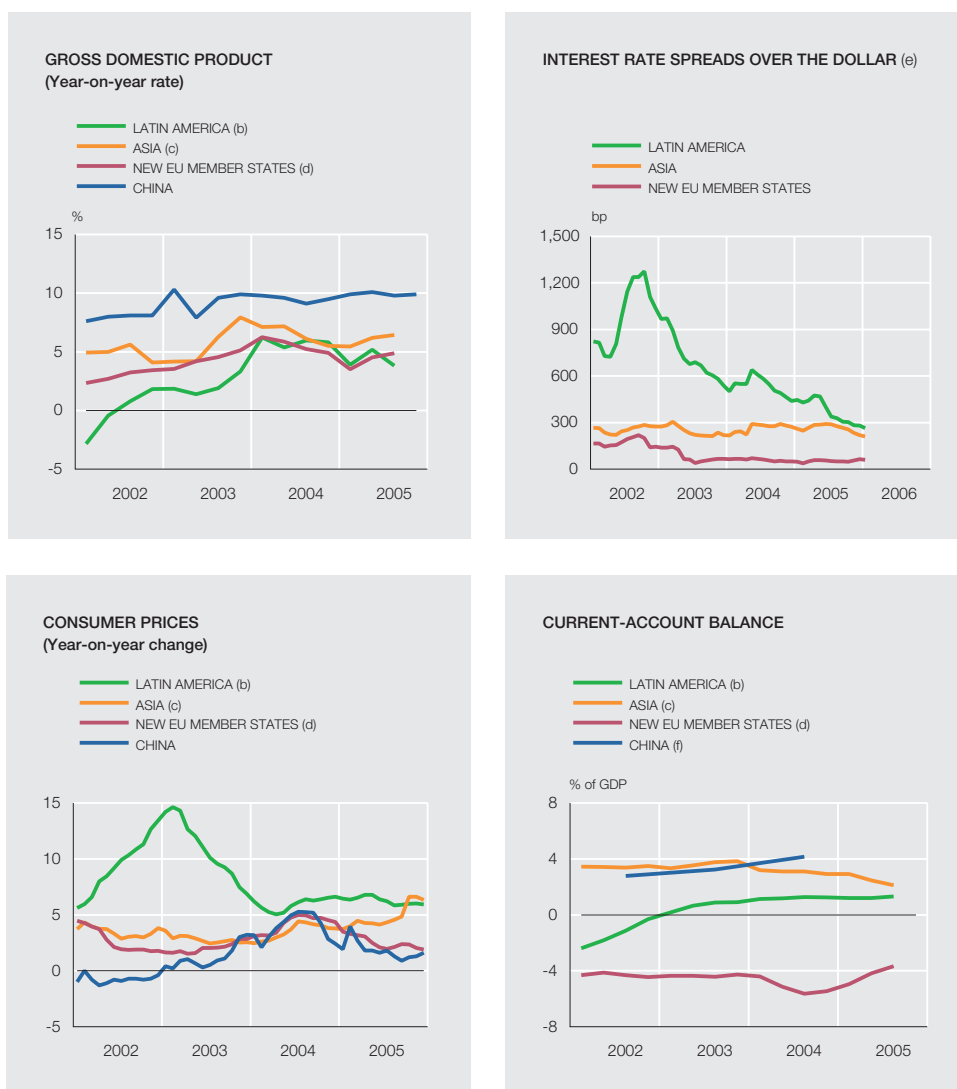 GROSS DOMESTIC PRODUCT
(Year-on-year rate)
LATIN AMERICA (b)
ASIA (c)
NEW EU MEMBER STATES (d)
CHINA
%
15
10
5
0
-5
2002 2003 2004 2005
INTEREST RATE SPREADS OVER THE DOLLAR (e)
LATIN AMERICA
ASIA
NEW EU MEMBER STATES
bp
1,500
1,200
900
600
300
0
2002 2003 2004 2005 2006
CONSUMER PRICES
(Year-on-year change)
LATIN AMERICA (b)
ASIA (c)
NEW EU MEMBER STATES (d)
CHINA
15
10
5
0
-5
2002 2003 2004 2005
CURRENT-ACCOUNT BALANCE
LATIN AMERICA (b)
ASIA (c)
NEW EU MEMBER STATES (d)
CHINA (f)
% of GDP
8
4
0
-4
-8
2002 2003 2004 2005